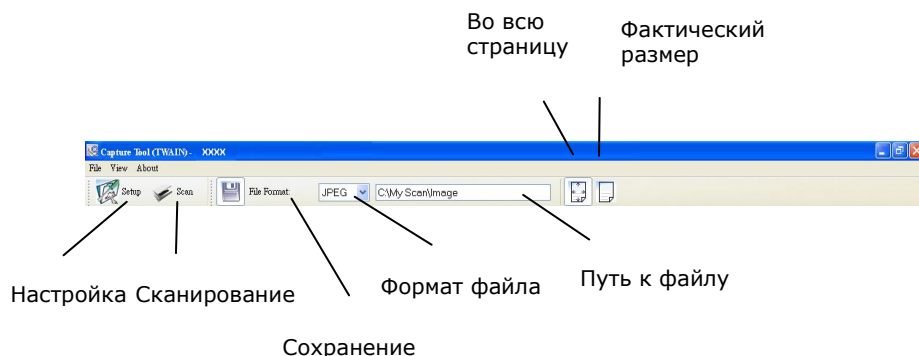 Во всю
страницу
Фактический
размер
Capture Tool (TWAIN) - XXXX
File View About
Setup Scan File Format: JPEG C:\My Scan\Image
Настройка Сканирование
Формат файла
Путь к файлу
Сохранение